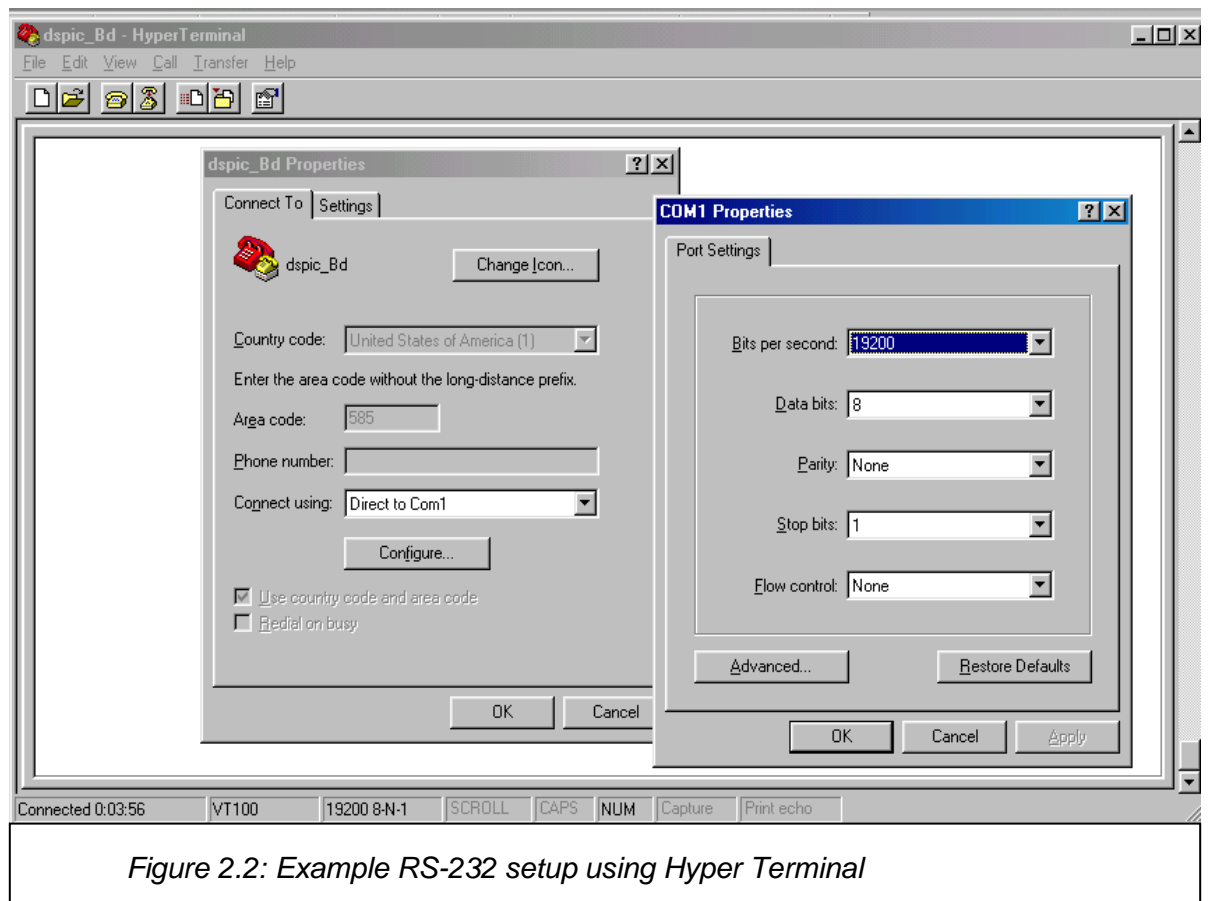 dspic_Bd - HyperTerminal
File Edit View Call Transfer Help
dspic_Bd Properties
Connect To Settings
dspic_Bd
Change Icon...
Country code: United States of America (1)
Enter the area code without the long-distance prefix.
Area code: 585
Phone number:
Connect using: Direct to Com1
Configure...
Use country code and area code
Redial on busy
OK Cancel
COM1 Properties
Port Settings
Bits per second: 19200
Data bits: 8
Parity: None
Stop bits: 1
Flow control: None
Advanced... Restore Defaults
OK Cancel Apply
Connected 0:03:56 VT100 19200 8-N-1 SCROLL CAPS NUM Capture Print echo
Figure 2.2: Example RS-232 setup using Hyper Terminal